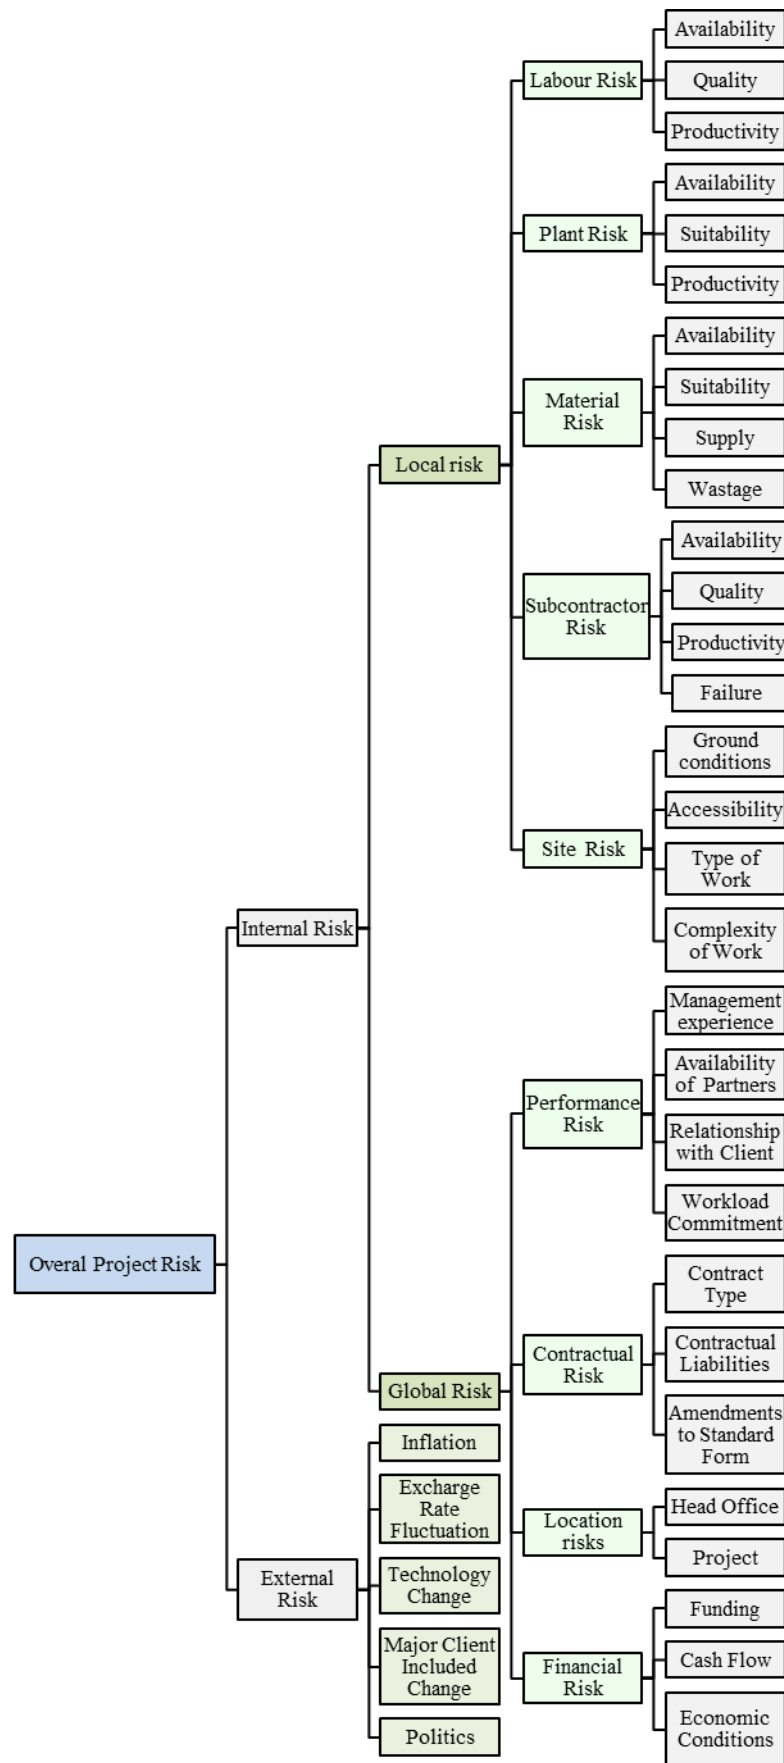 Availability
Labour Risk
Quality
Productivity
Availability
Plant Risk
Suitability
Productivity
Availability
Material
Risk
Suitability
Supply
Wastage
Local risk
Availability
Subcontractor
Risk
Quality
Productivity
Failure
Ground
conditions
Accessibility
Site Risk
Type of
Work
Complexity
of Work
Internal Risk
Management
experience
Availability
of Partners
Performance
Risk
Relationship
with Client
Workload
Commitment
Overal Project Risk
Contract
Type
Contractual
Risk
Contractual
Liabilities
Amendments
to Standard
Form
Global Risk
Inflation
Excharge
Rate
Fluctuation
Location
risks
Head Office
Project
External
Risk
Technology
Change
Major Client
Included
Change
Politics
Financial
Risk
Funding
Cash Flow
Economic
Conditions